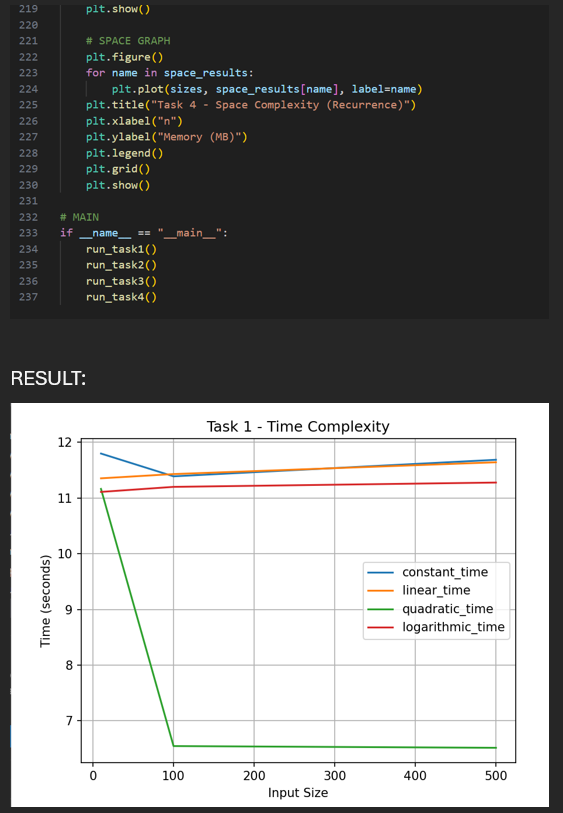 219 plt.show()
220
221 # SPACE GRAPH
222 plt.figure()
223 for name in space_results:
224 plt.plot(sizes, space_results[name], label=name)
225 plt.title("Task 4 - Space Complexity (Recurrence)")
226 plt.xlabel("n")
227 plt.ylabel("Memory (MB)")
228 plt.legend()
229 plt.grid()
230 plt.show()
231
232 # MAIN
233 if __name__ == "__main__":
234 run_task1()
235 run_task2()
236 run_task3()
237 run_task4()
RESULT:
Task 1 - Time Complexity
12
11
10
9
8
7
Time (seconds)
constant_time
linear_time
quadratic_time
logarithmic_time
0 100 200 300 400 500
Input Size